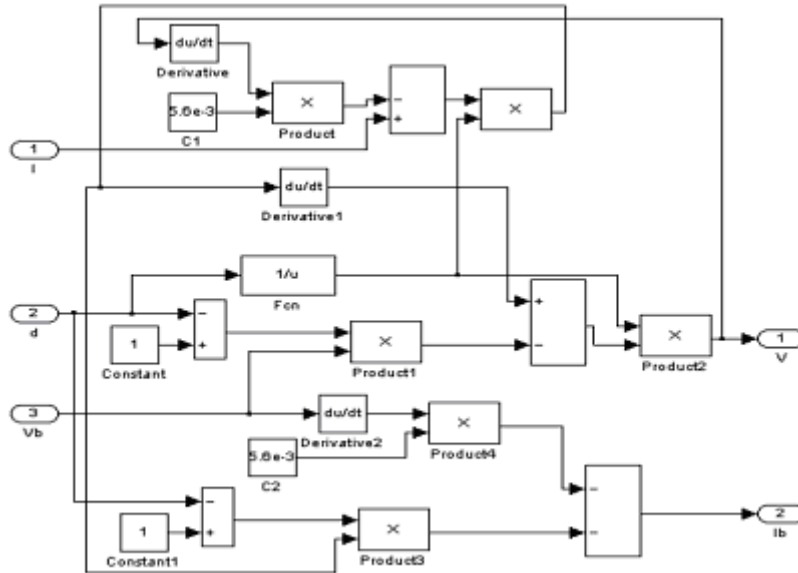 du/dt
Derivative
5.6e-3
C1
×
Product
−
+
×
1
I
du/dt
Derivative1
1/u
Fcn
2
d
−
+
1
Constant
×
Product1
+
−
×
Product2
1
V
3
Vb
du/dt
Derivative2
5.6e-3
C2
×
Product4
−
+
1
Constant1
×
Product3
−
−
2
Ib